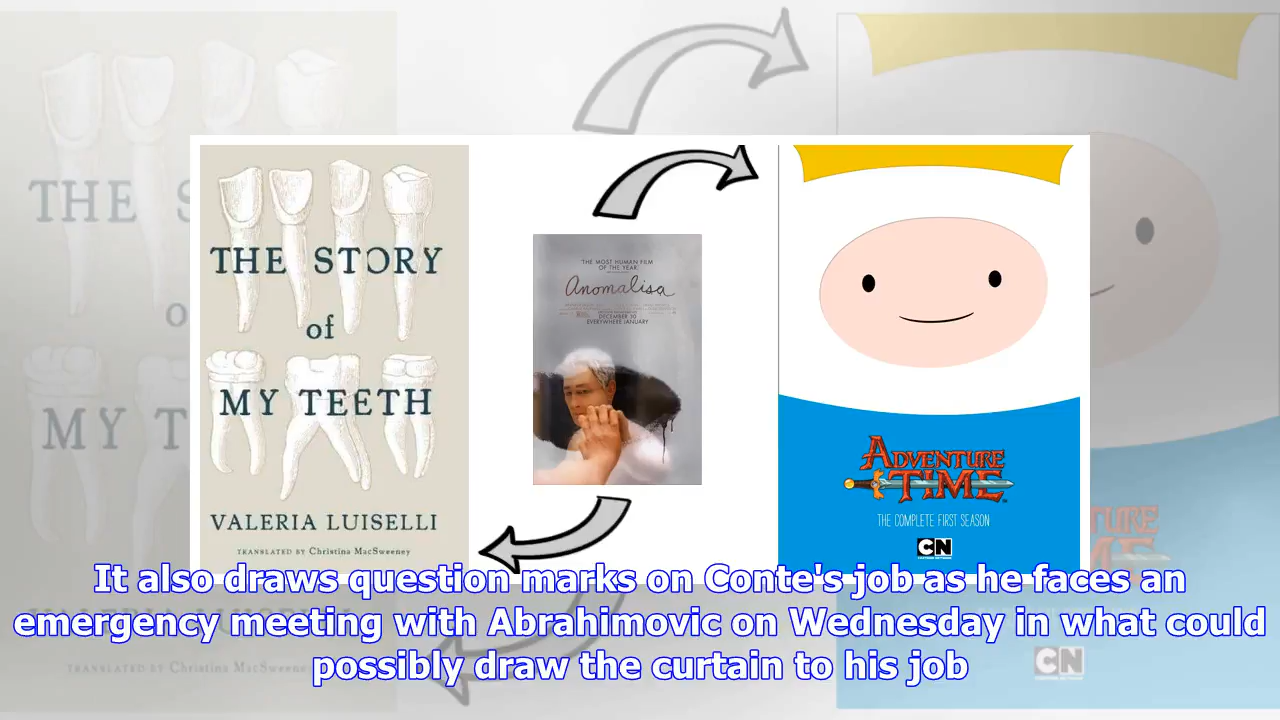 THE STORY
of
MY TEETH
VALERIA LUISELLI
TRANSLATED BY Christina MacSweeney
THE MOST HUMAN FILM
OF THE YEAR
Anomalisa
DECEMBER 30
EVERYWHERE JANUARY
ADVENTURE
TIME
THE COMPLETE FIRST SEASON
CN
It also draws question marks on Conte's job as he faces an
emergency meeting with Abrahimovic on Wednesday in what could
possibly draw the curtain to his job